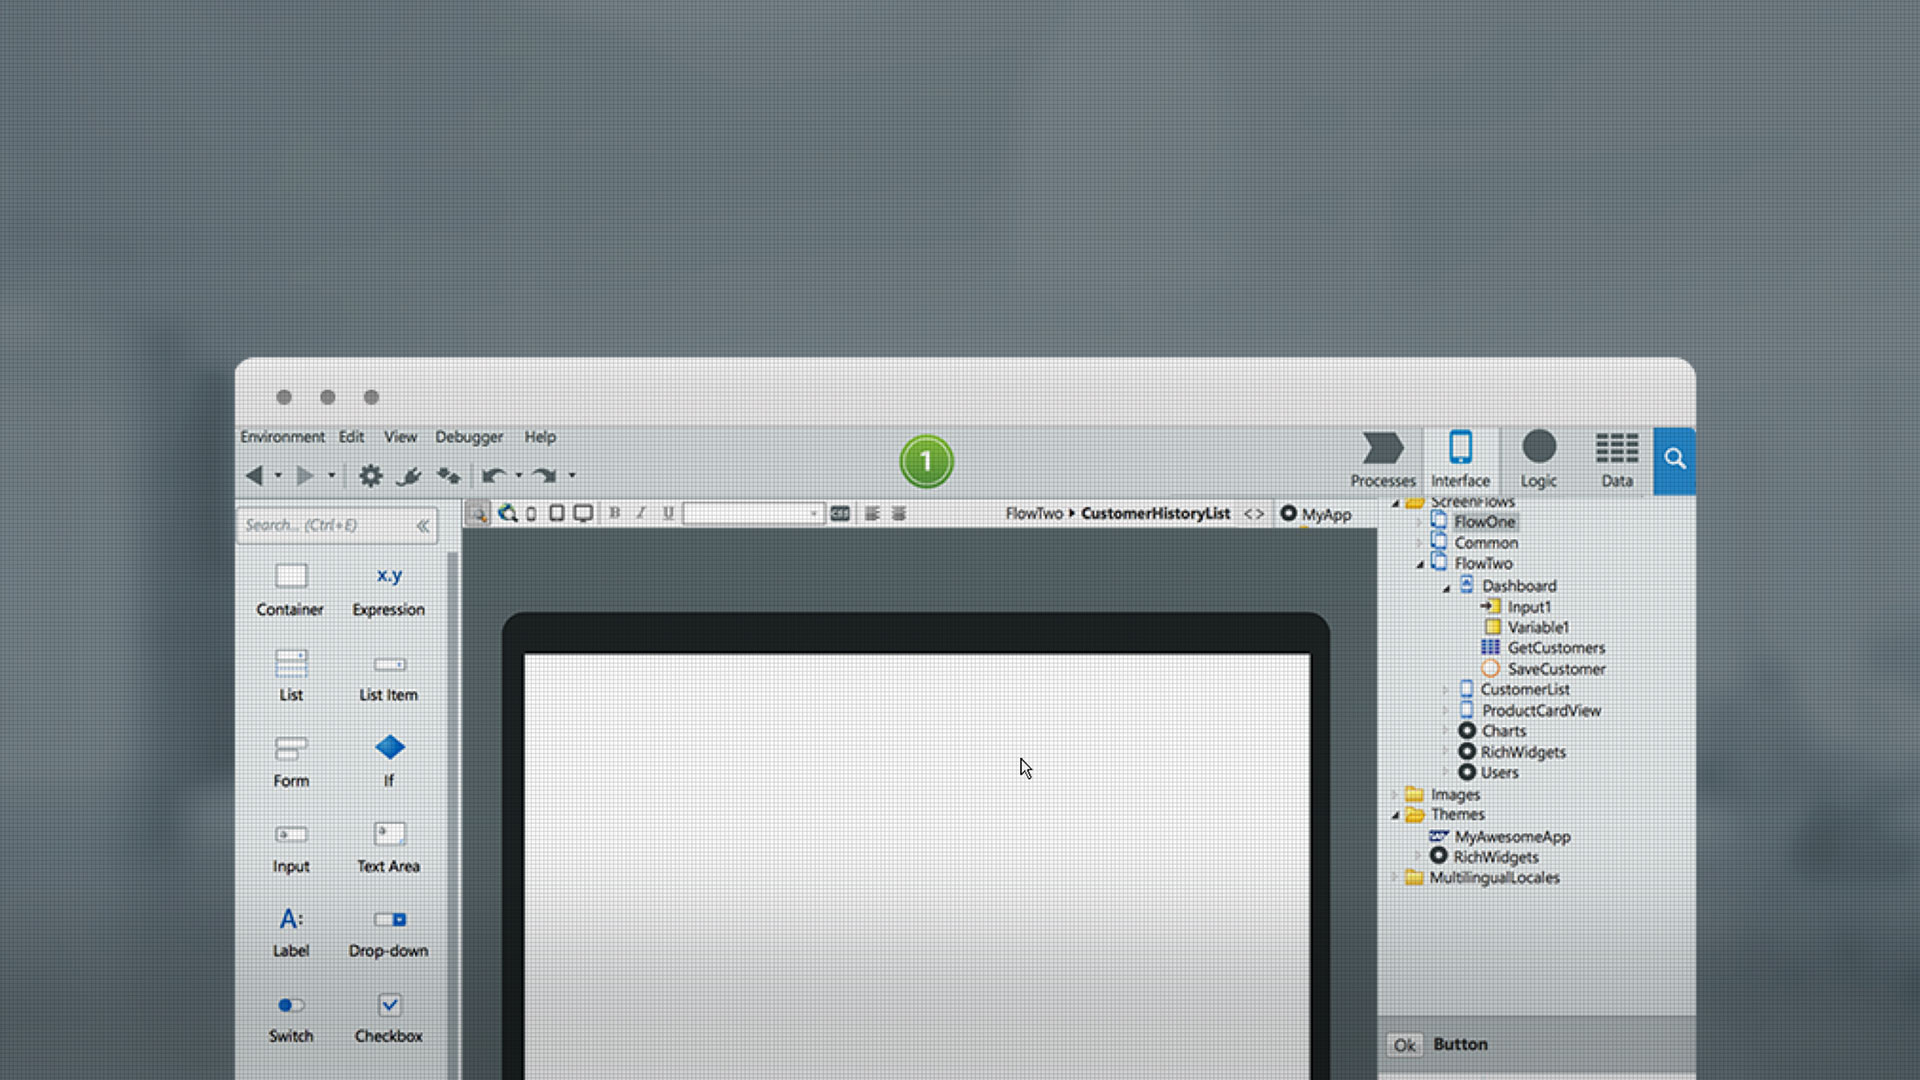 Environment Edit View Debugger Help
1
Processes Interface Logic Data
Search... (Ctrl+E) «
B I U
CSS
FlowTwo ▸ CustomerHistoryList <> MyApp
ScreenFlows
FlowOne
Common
FlowTwo
Dashboard
Input1
Variable1
GetCustomers
SaveCustomer
CustomerList
ProductCardView
Charts
RichWidgets
Users
Images
Themes
SAP MyAwesomeApp
RichWidgets
MultilingualLocales
x.y
Container Expression
List List Item
Form If
a a
Input Text Area
A:
Label Drop-down
Switch Checkbox
Ok Button